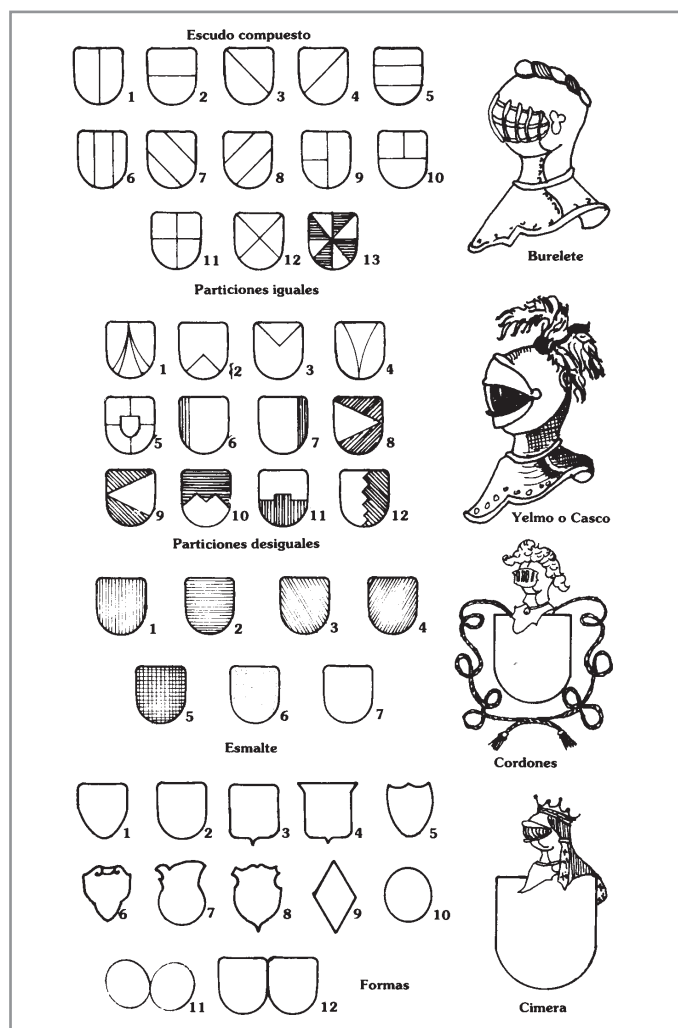 Escudo compuesto
1 2 3 4 5
6 7 8 9 10
11 12 13
Burelete
Particiones iguales
1 {2 3 4
5 6 7 8
9 10 11 12
Yelmo o Casco
Particiones desiguales
1 2 3 4
5 6 7
Esmalte
Cordones
1 2 3 4 5
6 7 8 9 10
11 12 Formas
Cimera